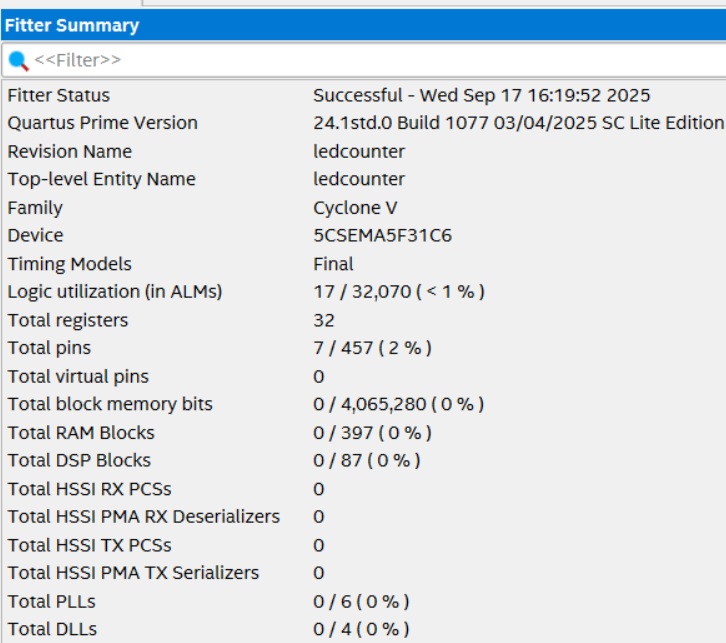 Fitter Summary
<<Filter>>
Fitter Status Successful - Wed Sep 17 16:19:52 2025
Quartus Prime Version 24.1std.0 Build 1077 03/04/2025 SC Lite Edition
Revision Name ledcounter
Top-level Entity Name ledcounter
Family Cyclone V
Device 5CSEMA5F31C6
Timing Models Final
Logic utilization (in ALMs) 17 / 32,070 ( < 1 % )
Total registers 32
Total pins 7 / 457 ( 2 % )
Total virtual pins 0
Total block memory bits 0 / 4,065,280 ( 0 % )
Total RAM Blocks 0 / 397 ( 0 % )
Total DSP Blocks 0 / 87 ( 0 % )
Total HSSI RX PCSs 0
Total HSSI PMA RX Deserializers 0
Total HSSI TX PCSs 0
Total HSSI PMA TX Serializers 0
Total PLLs 0 / 6 ( 0 % )
Total DLLs 0 / 4 ( 0 % )